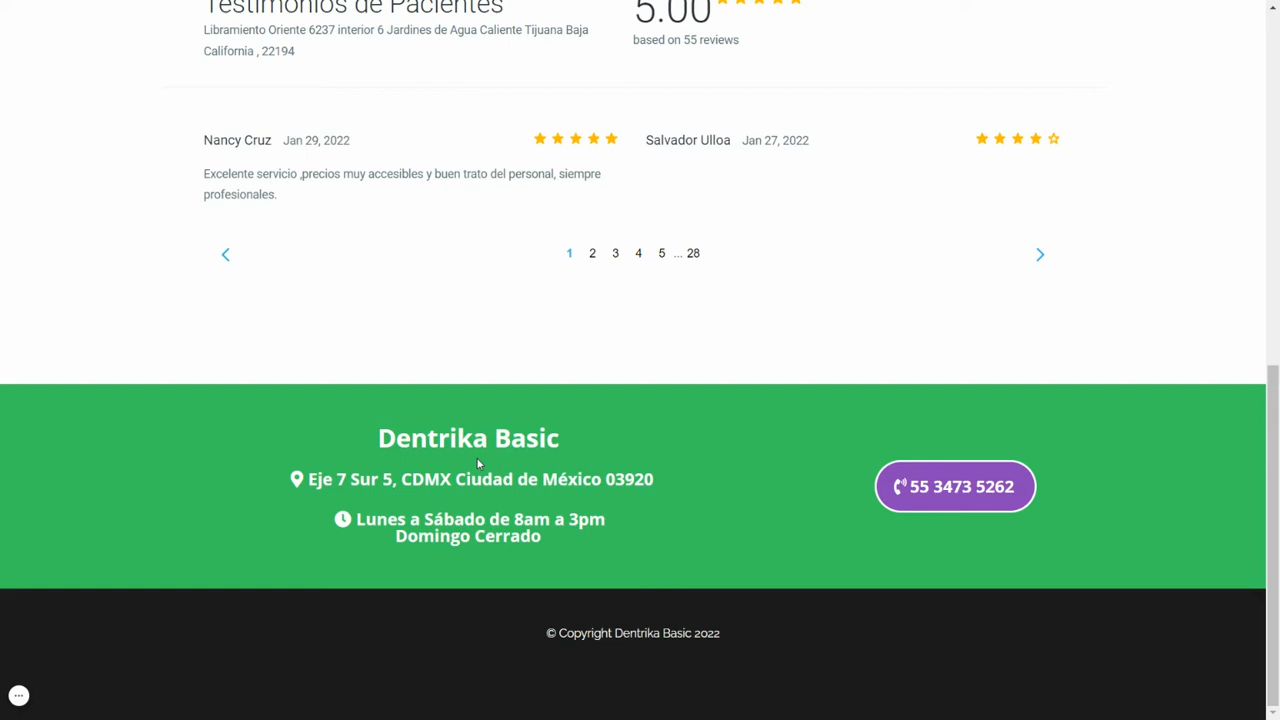 Testimonios de Pacientes
Libramiento Oriente 6237 interior 6 Jardines de Agua Caliente Tijuana Baja
California , 22194
5.00
based on 55 reviews
Nancy Cruz Jan 29, 2022
Excelente servicio ,precios muy accesibles y buen trato del personal, siempre
profesionales.
Salvador Ulloa Jan 27, 2022
1 2 3 4 5 ... 28
Dentrika Basic
Eje 7 Sur 5, CDMX Ciudad de México 03920
Lunes a Sábado de 8am a 3pm
Domingo Cerrado
55 3473 5262
© Copyright Dentrika Basic 2022